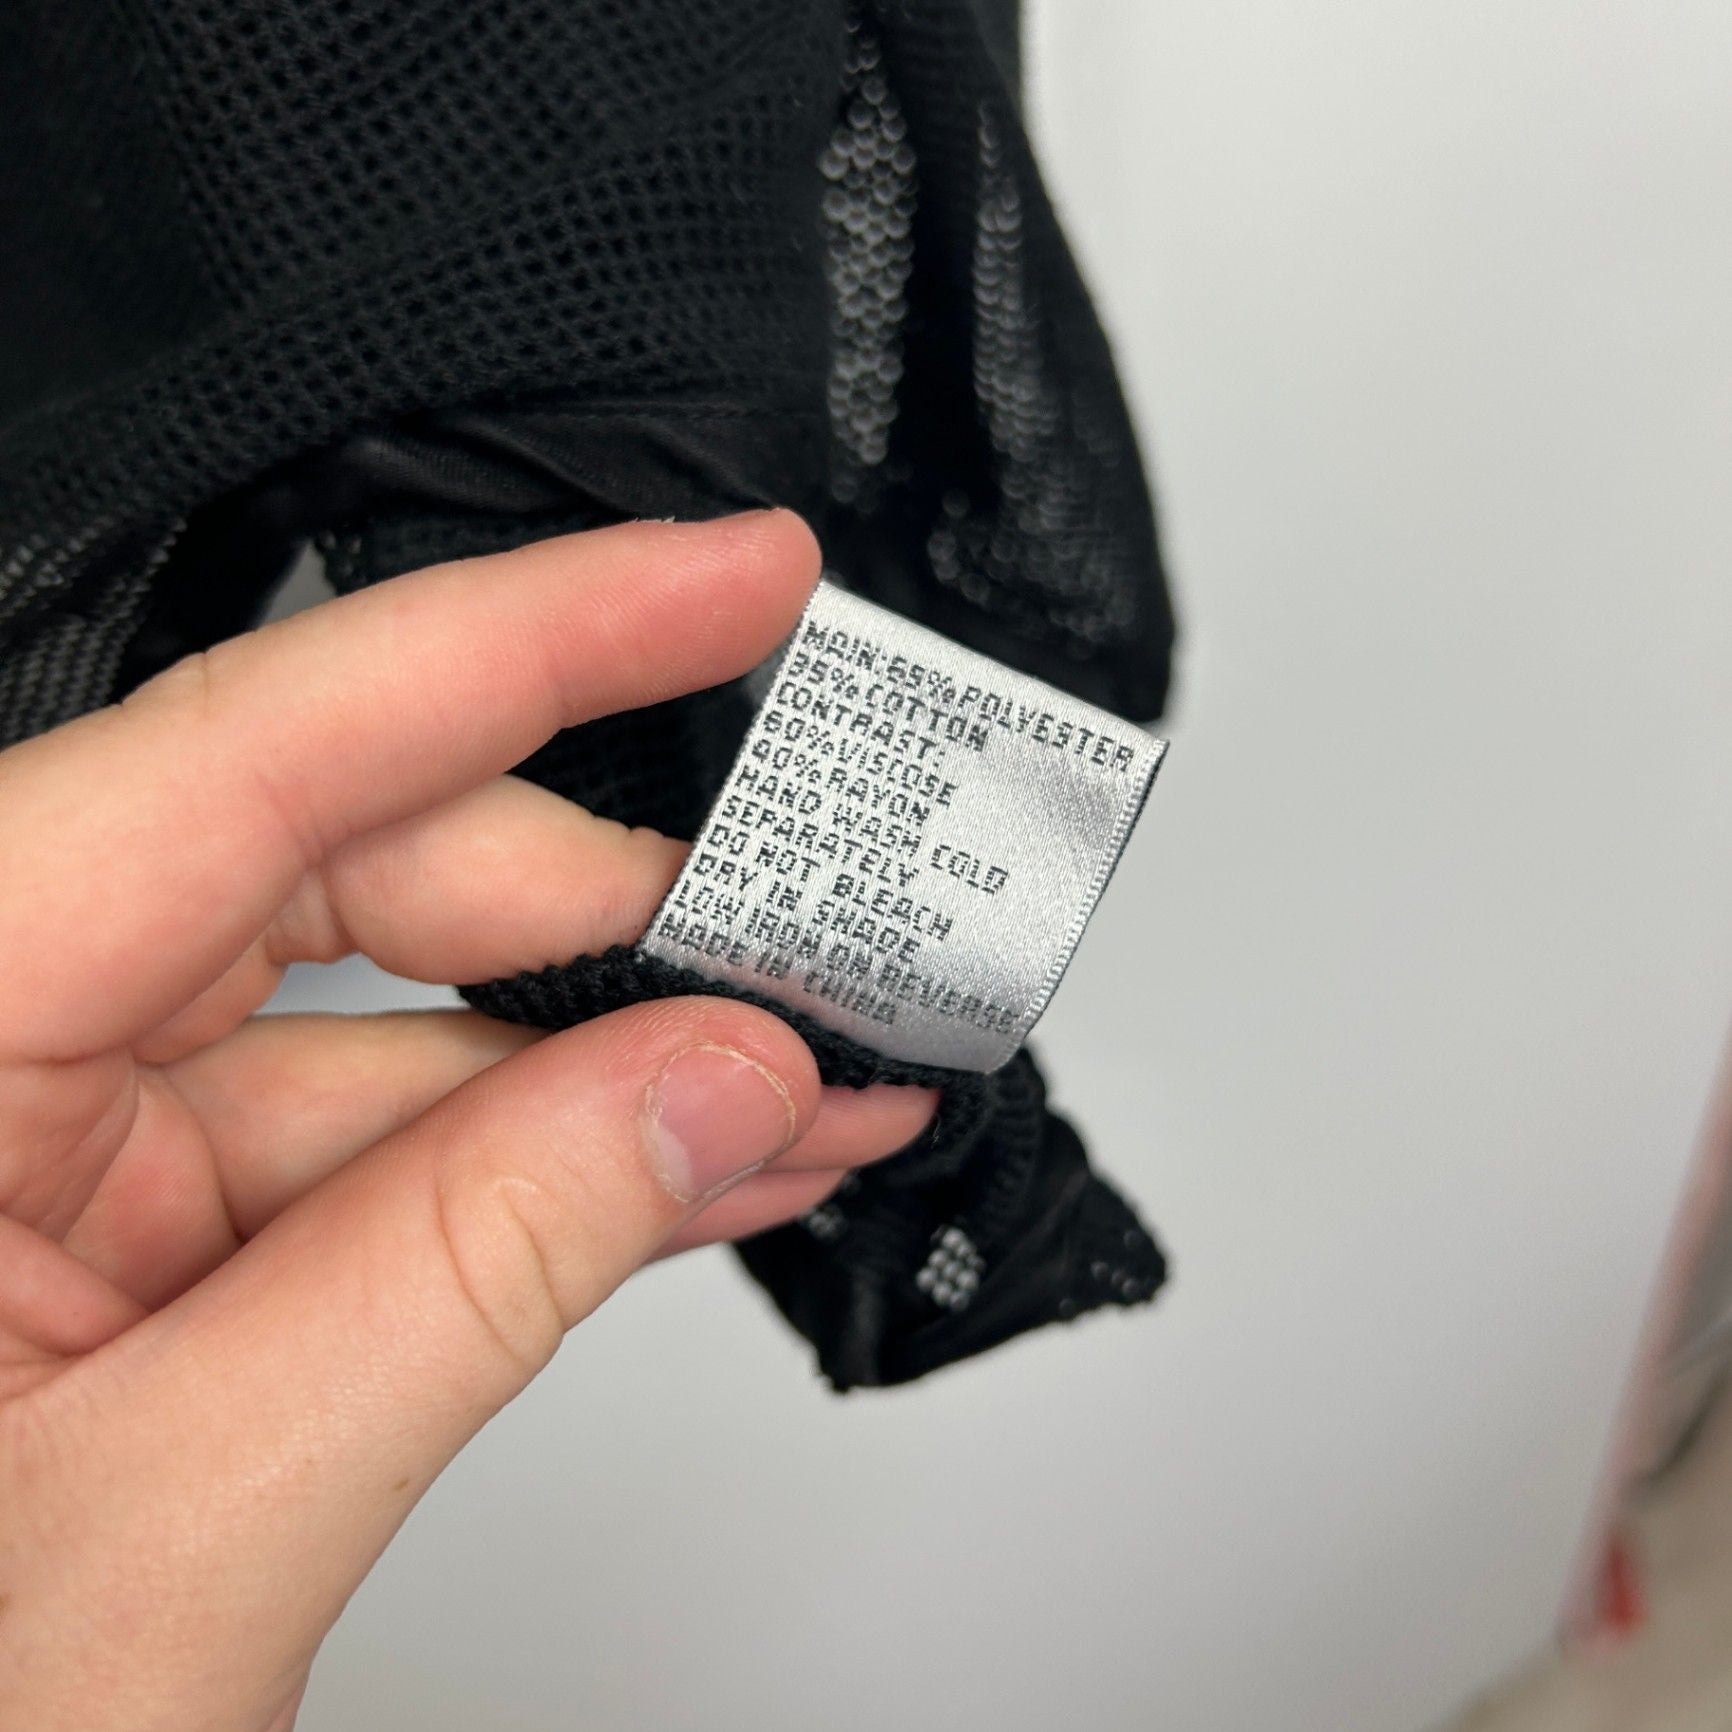 MAIN:65%POLYESTER
35%COTTON
CONTRAST:
60%VISCOSE
40%RAYON
HAND WASH COLD
SEPARATELY
DO NOT BLEACH
DRY IN SHADE
LOW IRON ON REVERSE
MADE IN CHINA